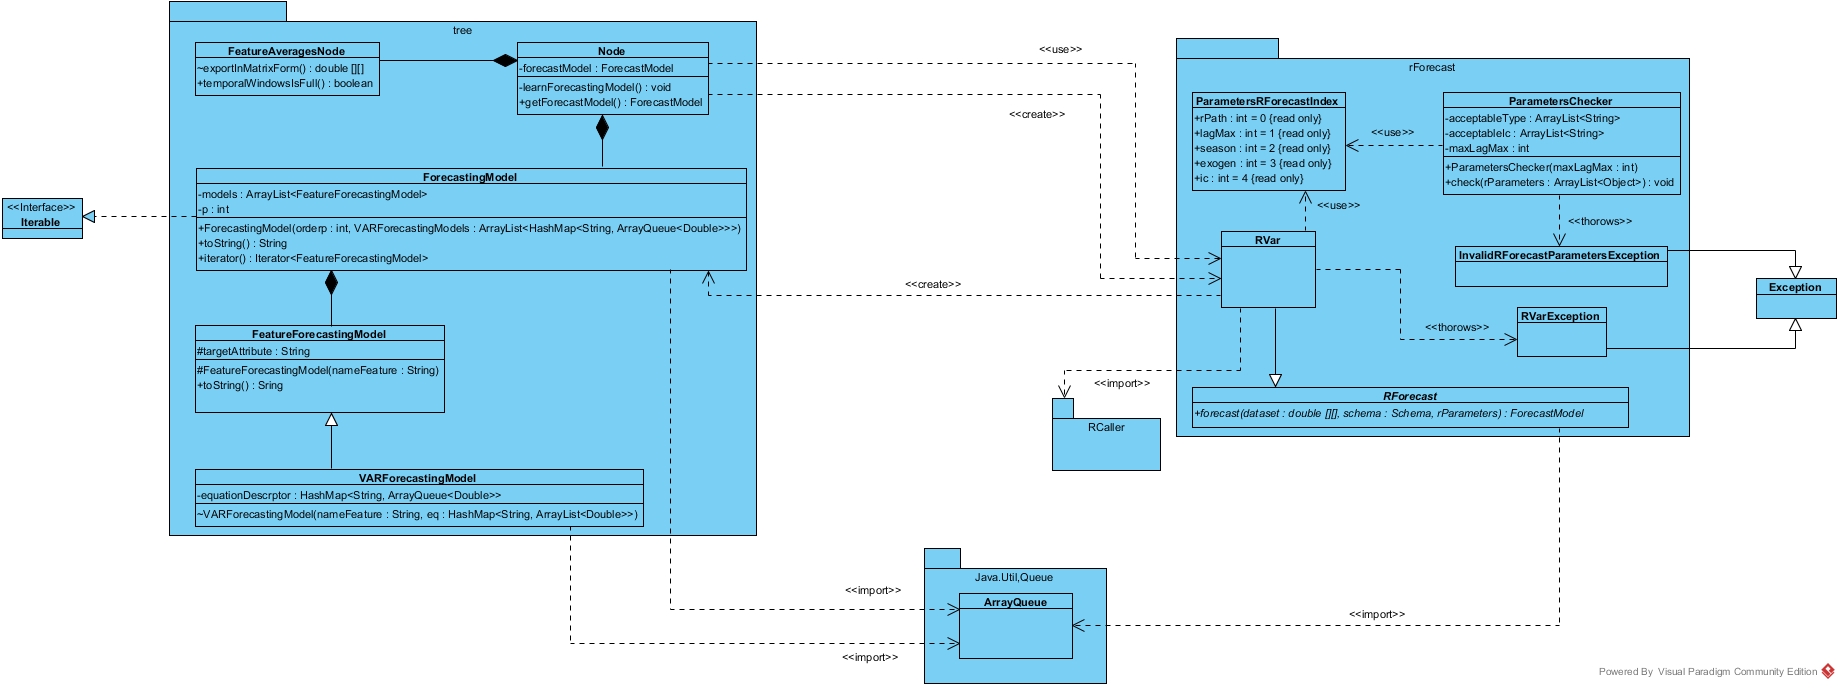 tree
FeatureAveragesNode
~exportInMatrixForm() : double [][]
+temporalWindowsIsFull() : boolean
Node
-forecastModel : ForecastModel
-learnForecastingModel() : void
+getForecastModel() : ForecastModel
ForecastingModel
-models : ArrayList<FeatureForecastingModel>
-p : int
+ForecastingModel(orderp : int, VARForecastingModels : ArrayList<HashMap<String, ArrayQueue<Double>>>)
+toString() : String
+iterator() : Iterator<FeatureForecastingModel>
<<Interface>>
Iterable
FeatureForecastingModel
#targetAttribute : String
#FeatureForecastingModel(nameFeature : String)
+toString() : Sring
VARForecastingModel
-equationDescrptor : HashMap<String, ArrayQueue<Double>>
~VARForecastingModel(nameFeature : String, eq : HashMap<String, ArrayList<Double>>)
<<use>>
<<create>>
<<create>>
rForecast
ParametersRForecastIndex
+rPath : int = 0 {read only}
+lagMax : int = 1 {read only}
+season : int = 2 {read only}
+exogen : int = 3 {read only}
+ic : int = 4 {read only}
<<use>>
ParametersChecker
-acceptableType : ArrayList<String>
-acceptableIc : ArrayList<String>
-maxLagMax : int
+ParametersChecker(maxLagMax : int)
+check(rParameters : ArrayList<Object>) : void
<<use>>
<<thorows>>
RVar
InvalidRForecastParametersException
Exception
RVarException
<<thorows>>
<<import>>
RForecast
+forecast(dataset : double [][], schema : Schema, rParameters) : ForecastModel
RCaller
Java.Util,Queue
ArrayQueue
<<import>>
<<import>>
<<import>>
Powered By Visual Paradigm Community Edition